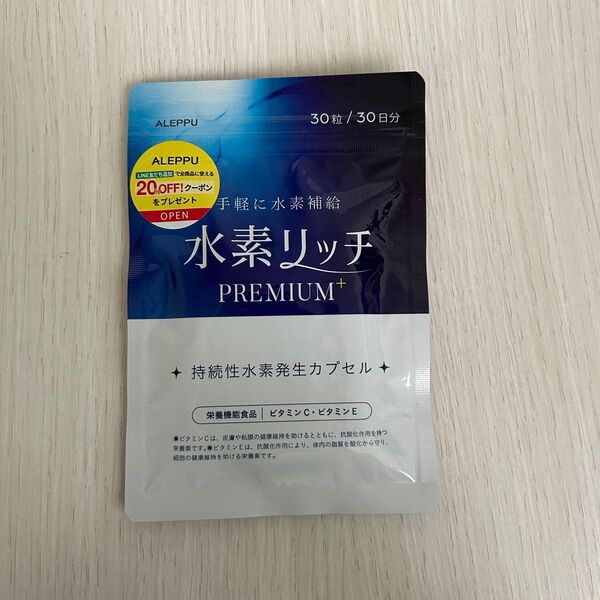 ALEPPU
30粒 / 30日分
ALEPPU
LINE友だち追加 で全商品に使える
20%OFF!クーポン
をプレゼント
OPEN
手軽に水素補給
水素リッチ
PREMIUM+
持続性水素発生カプセル
栄養機能食品 ビタミンC・ビタミンE
◉ビタミンCは、皮膚や粘膜の健康維持を助けるとともに、抗酸化作用を持つ
栄養素です。◉ビタミンEは、抗酸化作用により、体内の脂質を酸化から守り、
細胞の健康維持を助ける栄養素です。